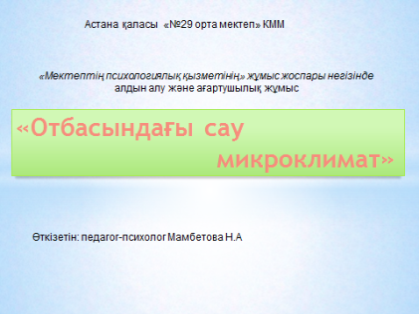 Астана қаласы «№29 орта мектеп» КММ
«Мектептің психологиялық қызметінің» жұмыс жоспары негізінде
алдын алу және ағартушылық жұмыс
«Отбасындағы сау
микроклимат»
Өткізетін: педагог-психолог Мамбетова Н.А